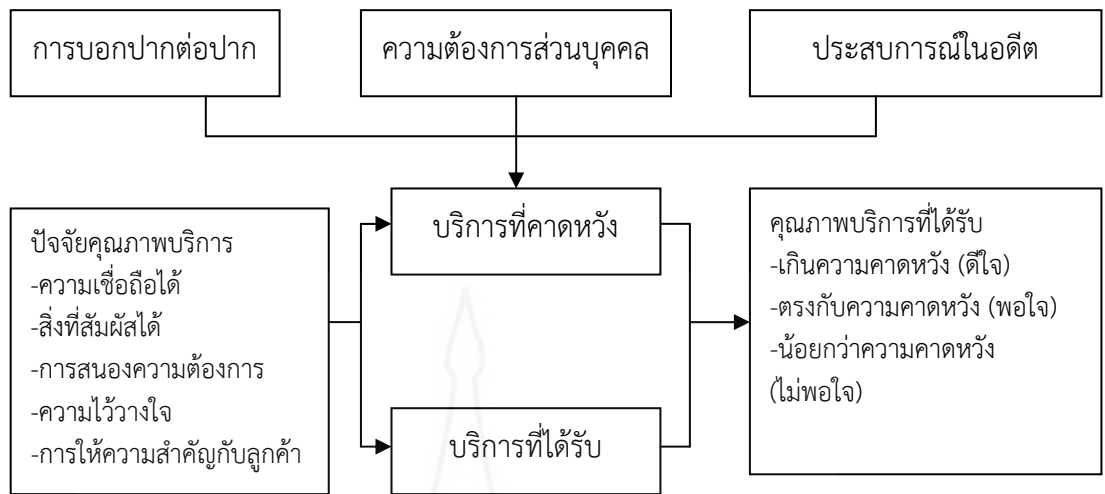 การบอกปากต่อปาก
ความต้องการส่วนบุคคล
ประสบการณ์ในอดีต
ปัจจัยคุณภาพบริการ
-ความเชื่อถือได้
-สิ่งที่สัมผัสได้
-การสนองความต้องการ
-ความไว้วางใจ
-การให้ความสำคัญกับลูกค้า
บริการที่คาดหวัง
บริการที่ได้รับ
คุณภาพบริการที่ได้รับ
-เกินความคาดหวัง (ดีใจ)
-ตรงกับความคาดหวัง (พอใจ)
-น้อยกว่าความคาดหวัง
(ไม่พอใจ)